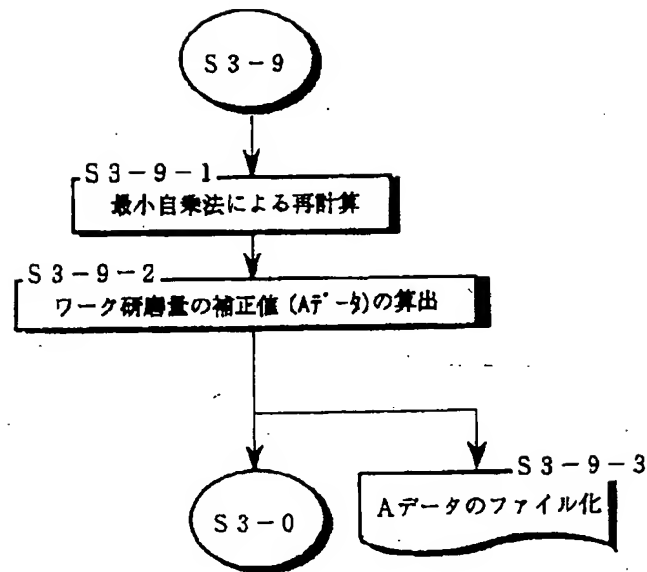 S3-9
S3-9-1
最小自乗法による再計算
S3-9-2
ワーク研磨量の補正値(Aデータ)の算出
S3-9-3
Aデータのファイル化
S3-0